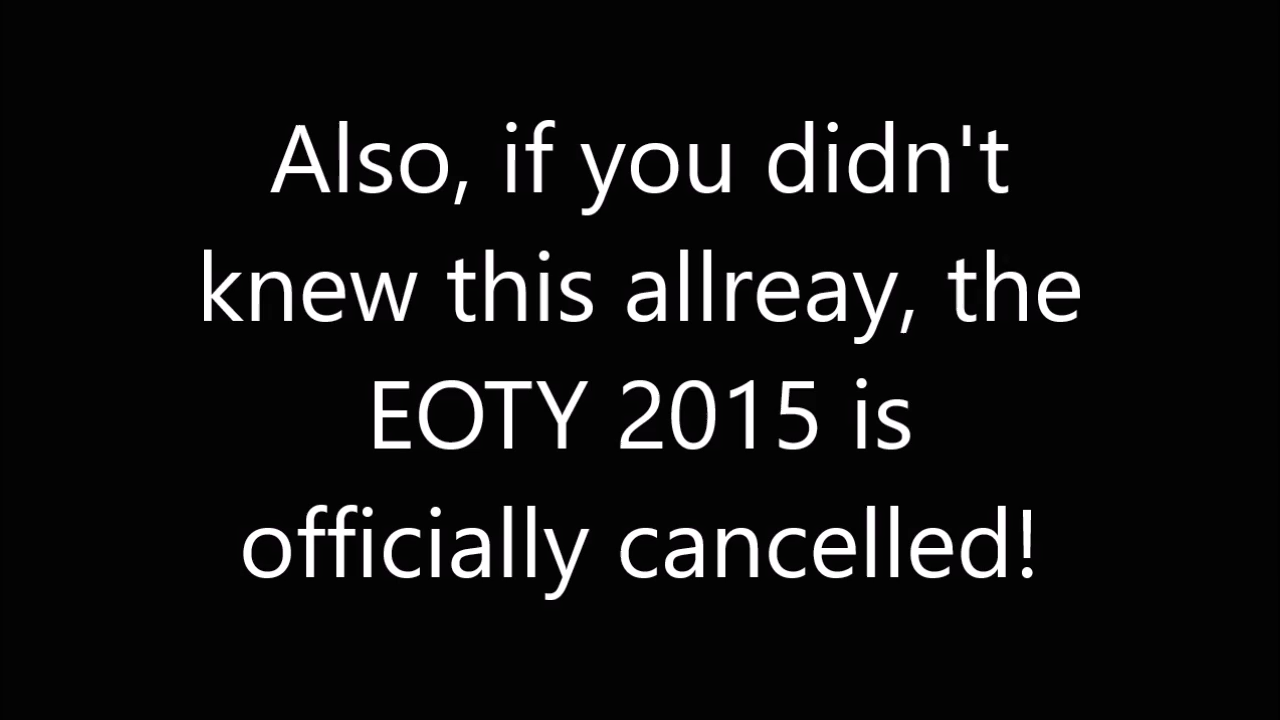 Also, if you didn't
knew this allreay, the
EOTY 2015 is
officially cancelled!